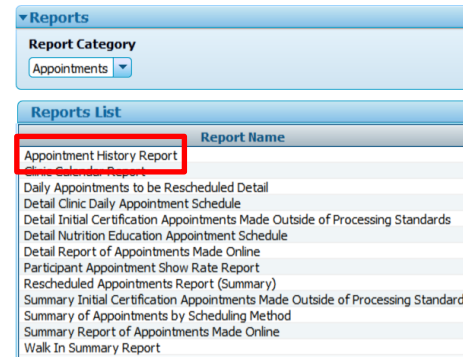 Reports
Report Category
Appointments
Reports List
Report Name
Appointment History Report
Clinic Calendar Report
Daily Appointments to be Rescheduled Detail
Detail Clinic Daily Appointment Schedule
Detail Initial Certification Appointments Made Outside of Processing Standards
Detail Nutrition Education Appointment Schedule
Detail Report of Appointments Made Online
Participant Appointment Show Rate Report
Rescheduled Appointments Report (Summary)
Summary Initial Certification Appointments Made Outside of Processing Standard
Summary of Appointments by Scheduling Method
Summary Report of Appointments Made Online
Walk In Summary Report